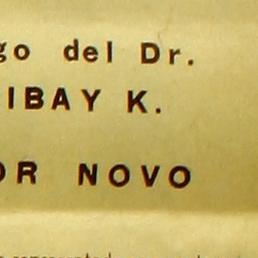 go del Dr.
IBAY K.
OR NOVO